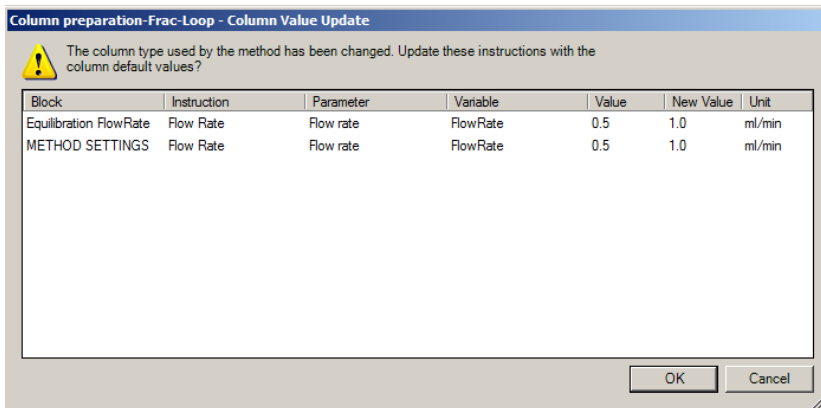 Column preparation-Frac-Loop - Column Value Update
The column type used by the method has been changed. Update these instructions with the
column default values?
Block Instruction Parameter Variable Value New Value Unit
Equilibration FlowRate Flow Rate Flow rate FlowRate 0.5 1.0 ml/min
METHOD SETTINGS Flow Rate Flow rate FlowRate 0.5 1.0 ml/min
OK Cancel